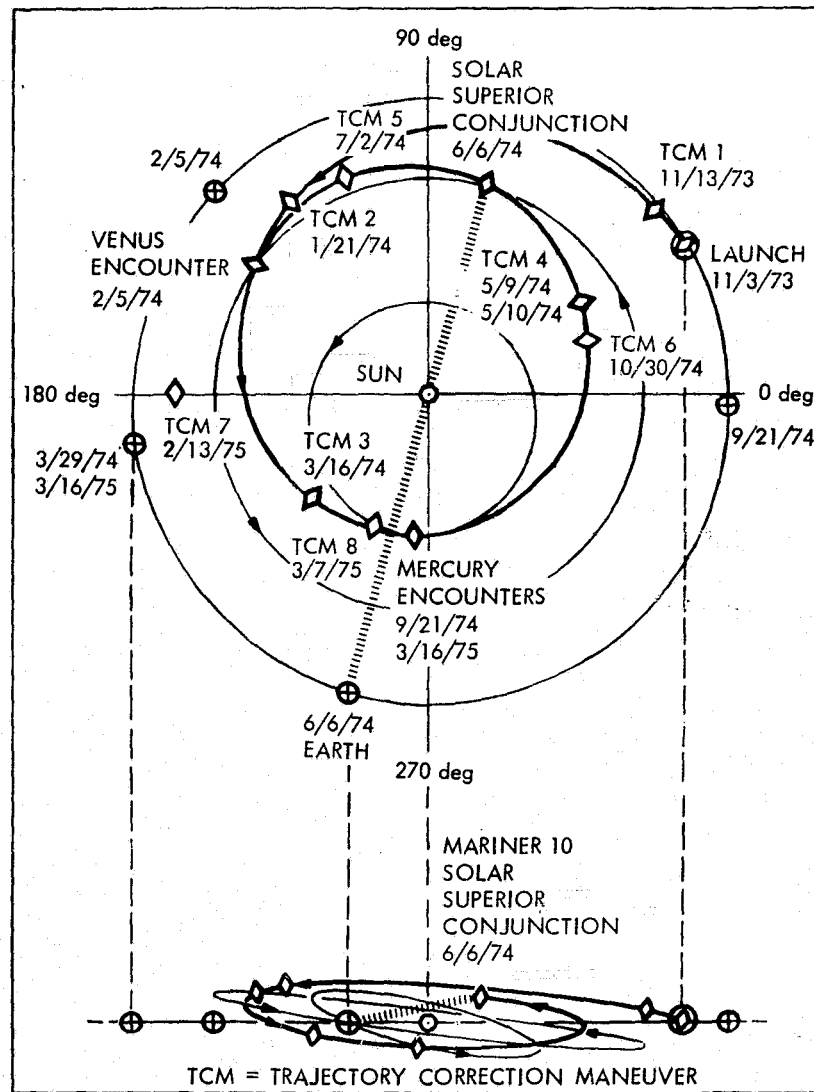 90 deg
SOLAR
SUPERIOR
CONJUNCTION
6/6/74
TCM 5
7/2/74
TCM 1
11/13/73
2/5/74
TCM 2
1/21/74
VENUS
ENCOUNTER
2/5/74
TCM 4
5/9/74
5/10/74
LAUNCH
11/3/73
TCM 6
10/30/74
SUN
180 deg
0 deg
TCM 7
2/13/75
3/29/74
3/16/75
TCM 3
3/16/74
9/21/74
TCM 8
3/7/75
MERCURY
ENCOUNTERS
9/21/74
3/16/75
6/6/74
EARTH
270 deg
MARINER 10
SOLAR
SUPERIOR
CONJUNCTION
6/6/74
TCM = TRAJECTORY CORRECTION MANEUVER